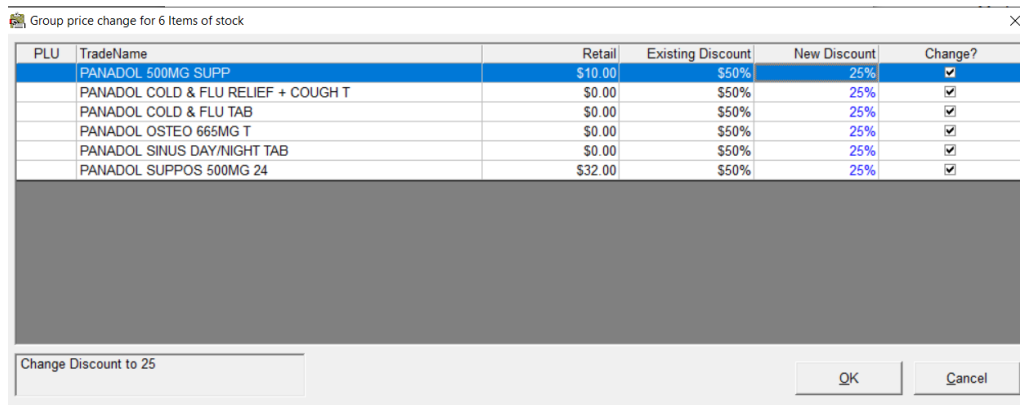 Group price change for 6 Items of stock
PLU TradeName Retail Existing Discount New Discount Change?
PANADOL 500MG SUPP $10.00 $50% 25%
PANADOL COLD & FLU RELIEF + COUGH T $0.00 $50% 25%
PANADOL COLD & FLU TAB $0.00 $50% 25%
PANADOL OSTEO 665MG T $0.00 $50% 25%
PANADOL SINUS DAY/NIGHT TAB $0.00 $50% 25%
PANADOL SUPPOS 500MG 24 $32.00 $50% 25%
Change Discount to 25
OK Cancel